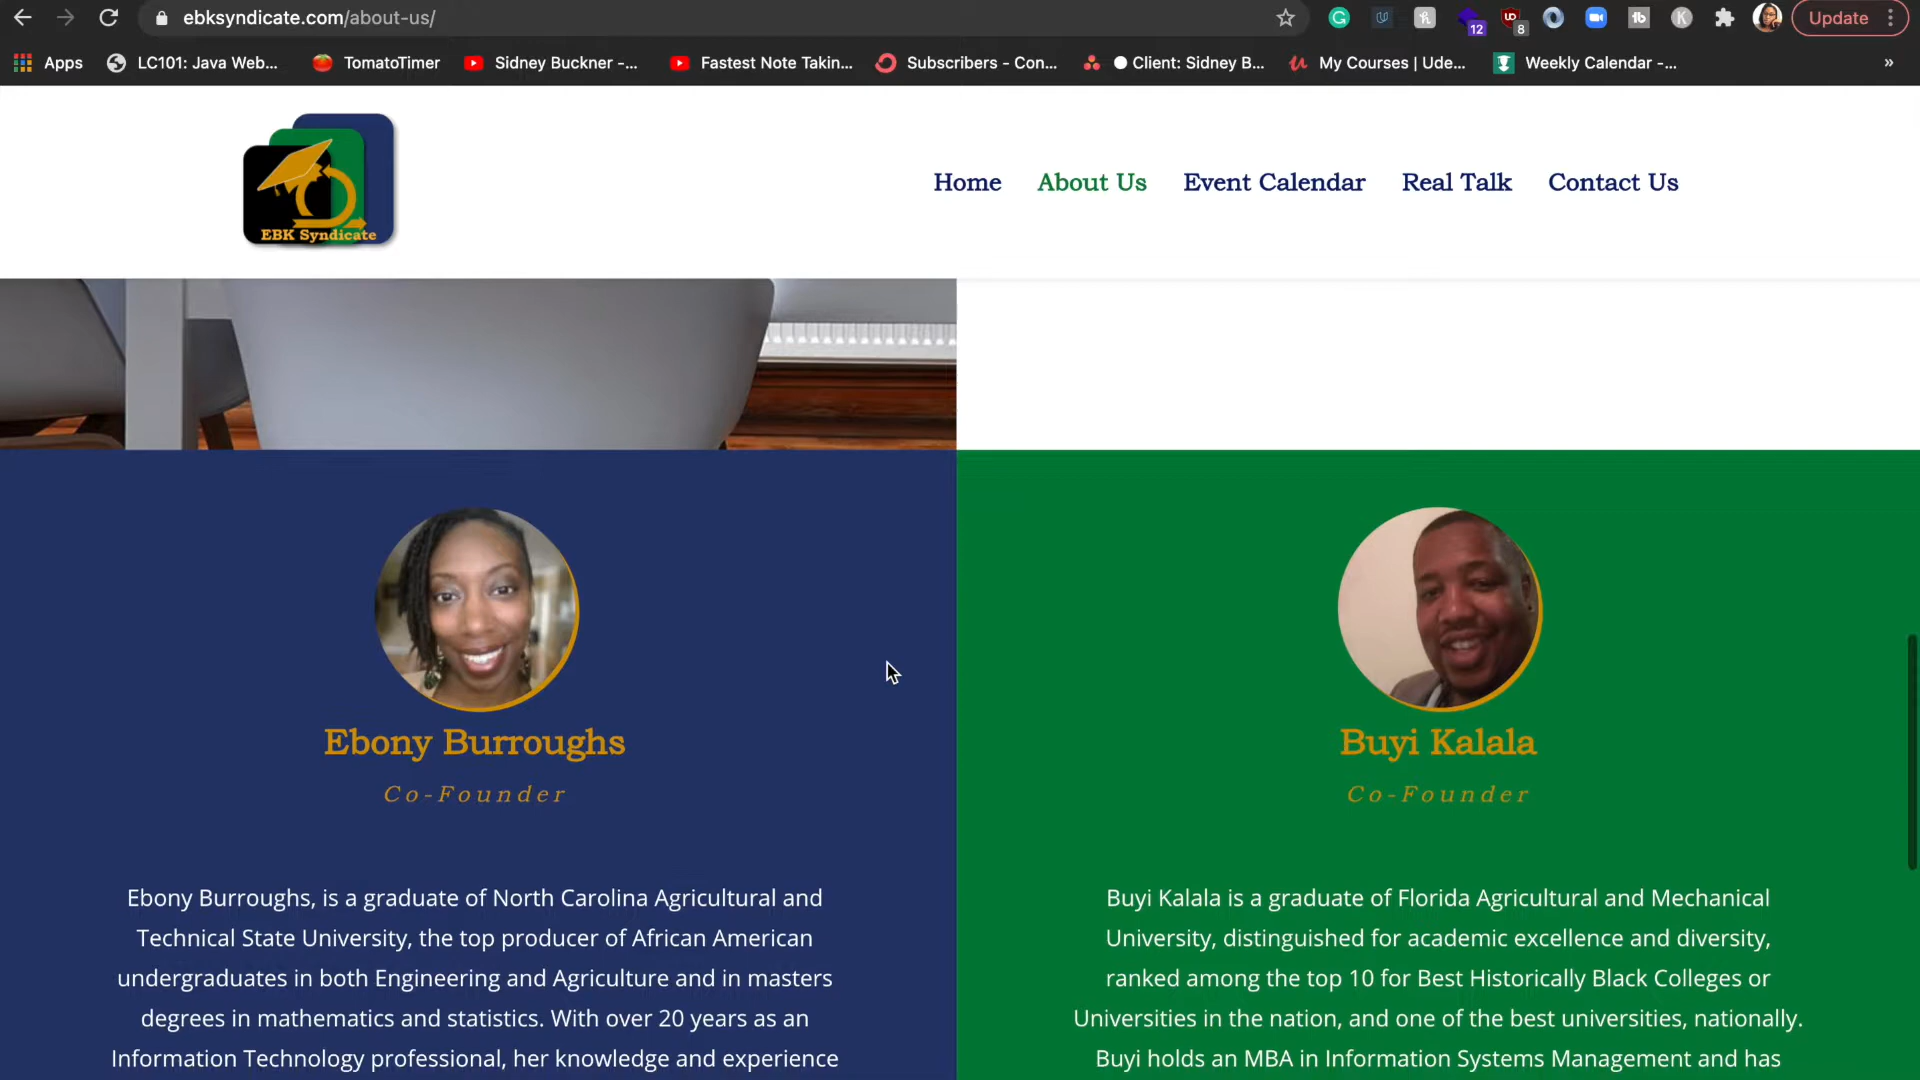 ebksyndicate.com/about-us/
12
8
Update
Apps
LC101: Java Web...
TomatoTimer
Sidney Buckner -...
Fastest Note Takin...
Subscribers - Con...
Client: Sidney B...
My Courses | Ude...
Weekly Calendar -...
»
EBK Syndicate
Home
About Us
Event Calendar
Real Talk
Contact Us
Ebony Burroughs
Co-Founder
Ebony Burroughs, is a graduate of North Carolina Agricultural and
Technical State University, the top producer of African American
undergraduates in both Engineering and Agriculture and in masters
degrees in mathematics and statistics. With over 20 years as an
Information Technology professional, her knowledge and experience
Buyi Kalala
Co-Founder
Buyi Kalala is a graduate of Florida Agricultural and Mechanical
University, distinguished for academic excellence and diversity,
ranked among the top 10 for Best Historically Black Colleges or
Universities in the nation, and one of the best universities, nationally.
Buyi holds an MBA in Information Systems Management and has